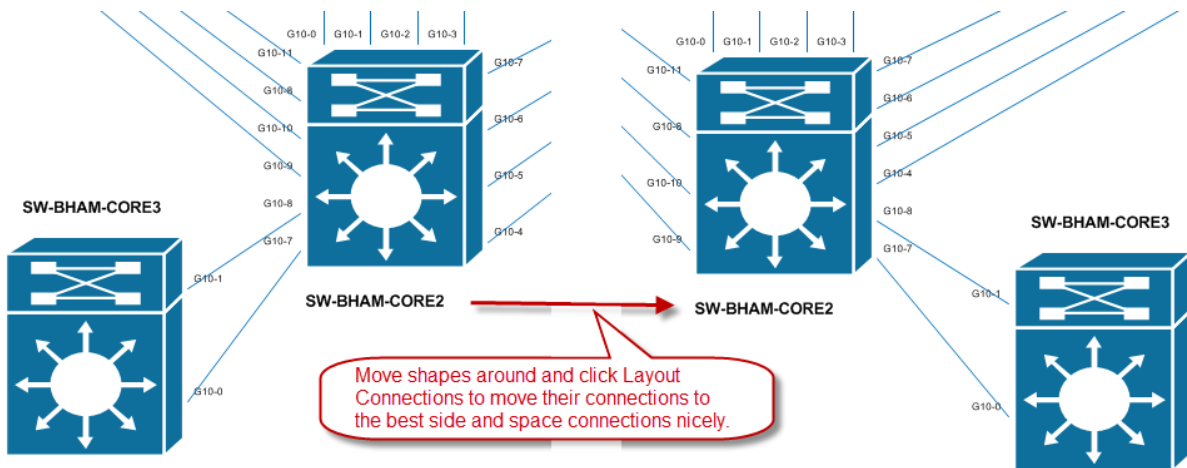 G10-0 G10-1 G10-2 G10-3
G10-11
G10-8
G10-10
G10-9
G10-8
G10-7
G10-7
G10-6
G10-5
G10-4
SW-BHAM-CORE3
G10-1
G10-0
SW-BHAM-CORE2
G10-0 G10-1 G10-2 G10-3
G10-11
G10-8
G10-10
G10-9
G10-7
G10-6
G10-5
G10-4
G10-8
G10-7
SW-BHAM-CORE2
SW-BHAM-CORE3
G10-1
G10-0
Move shapes around and click Layout
Connections to move their connections to
the best side and space connections nicely.